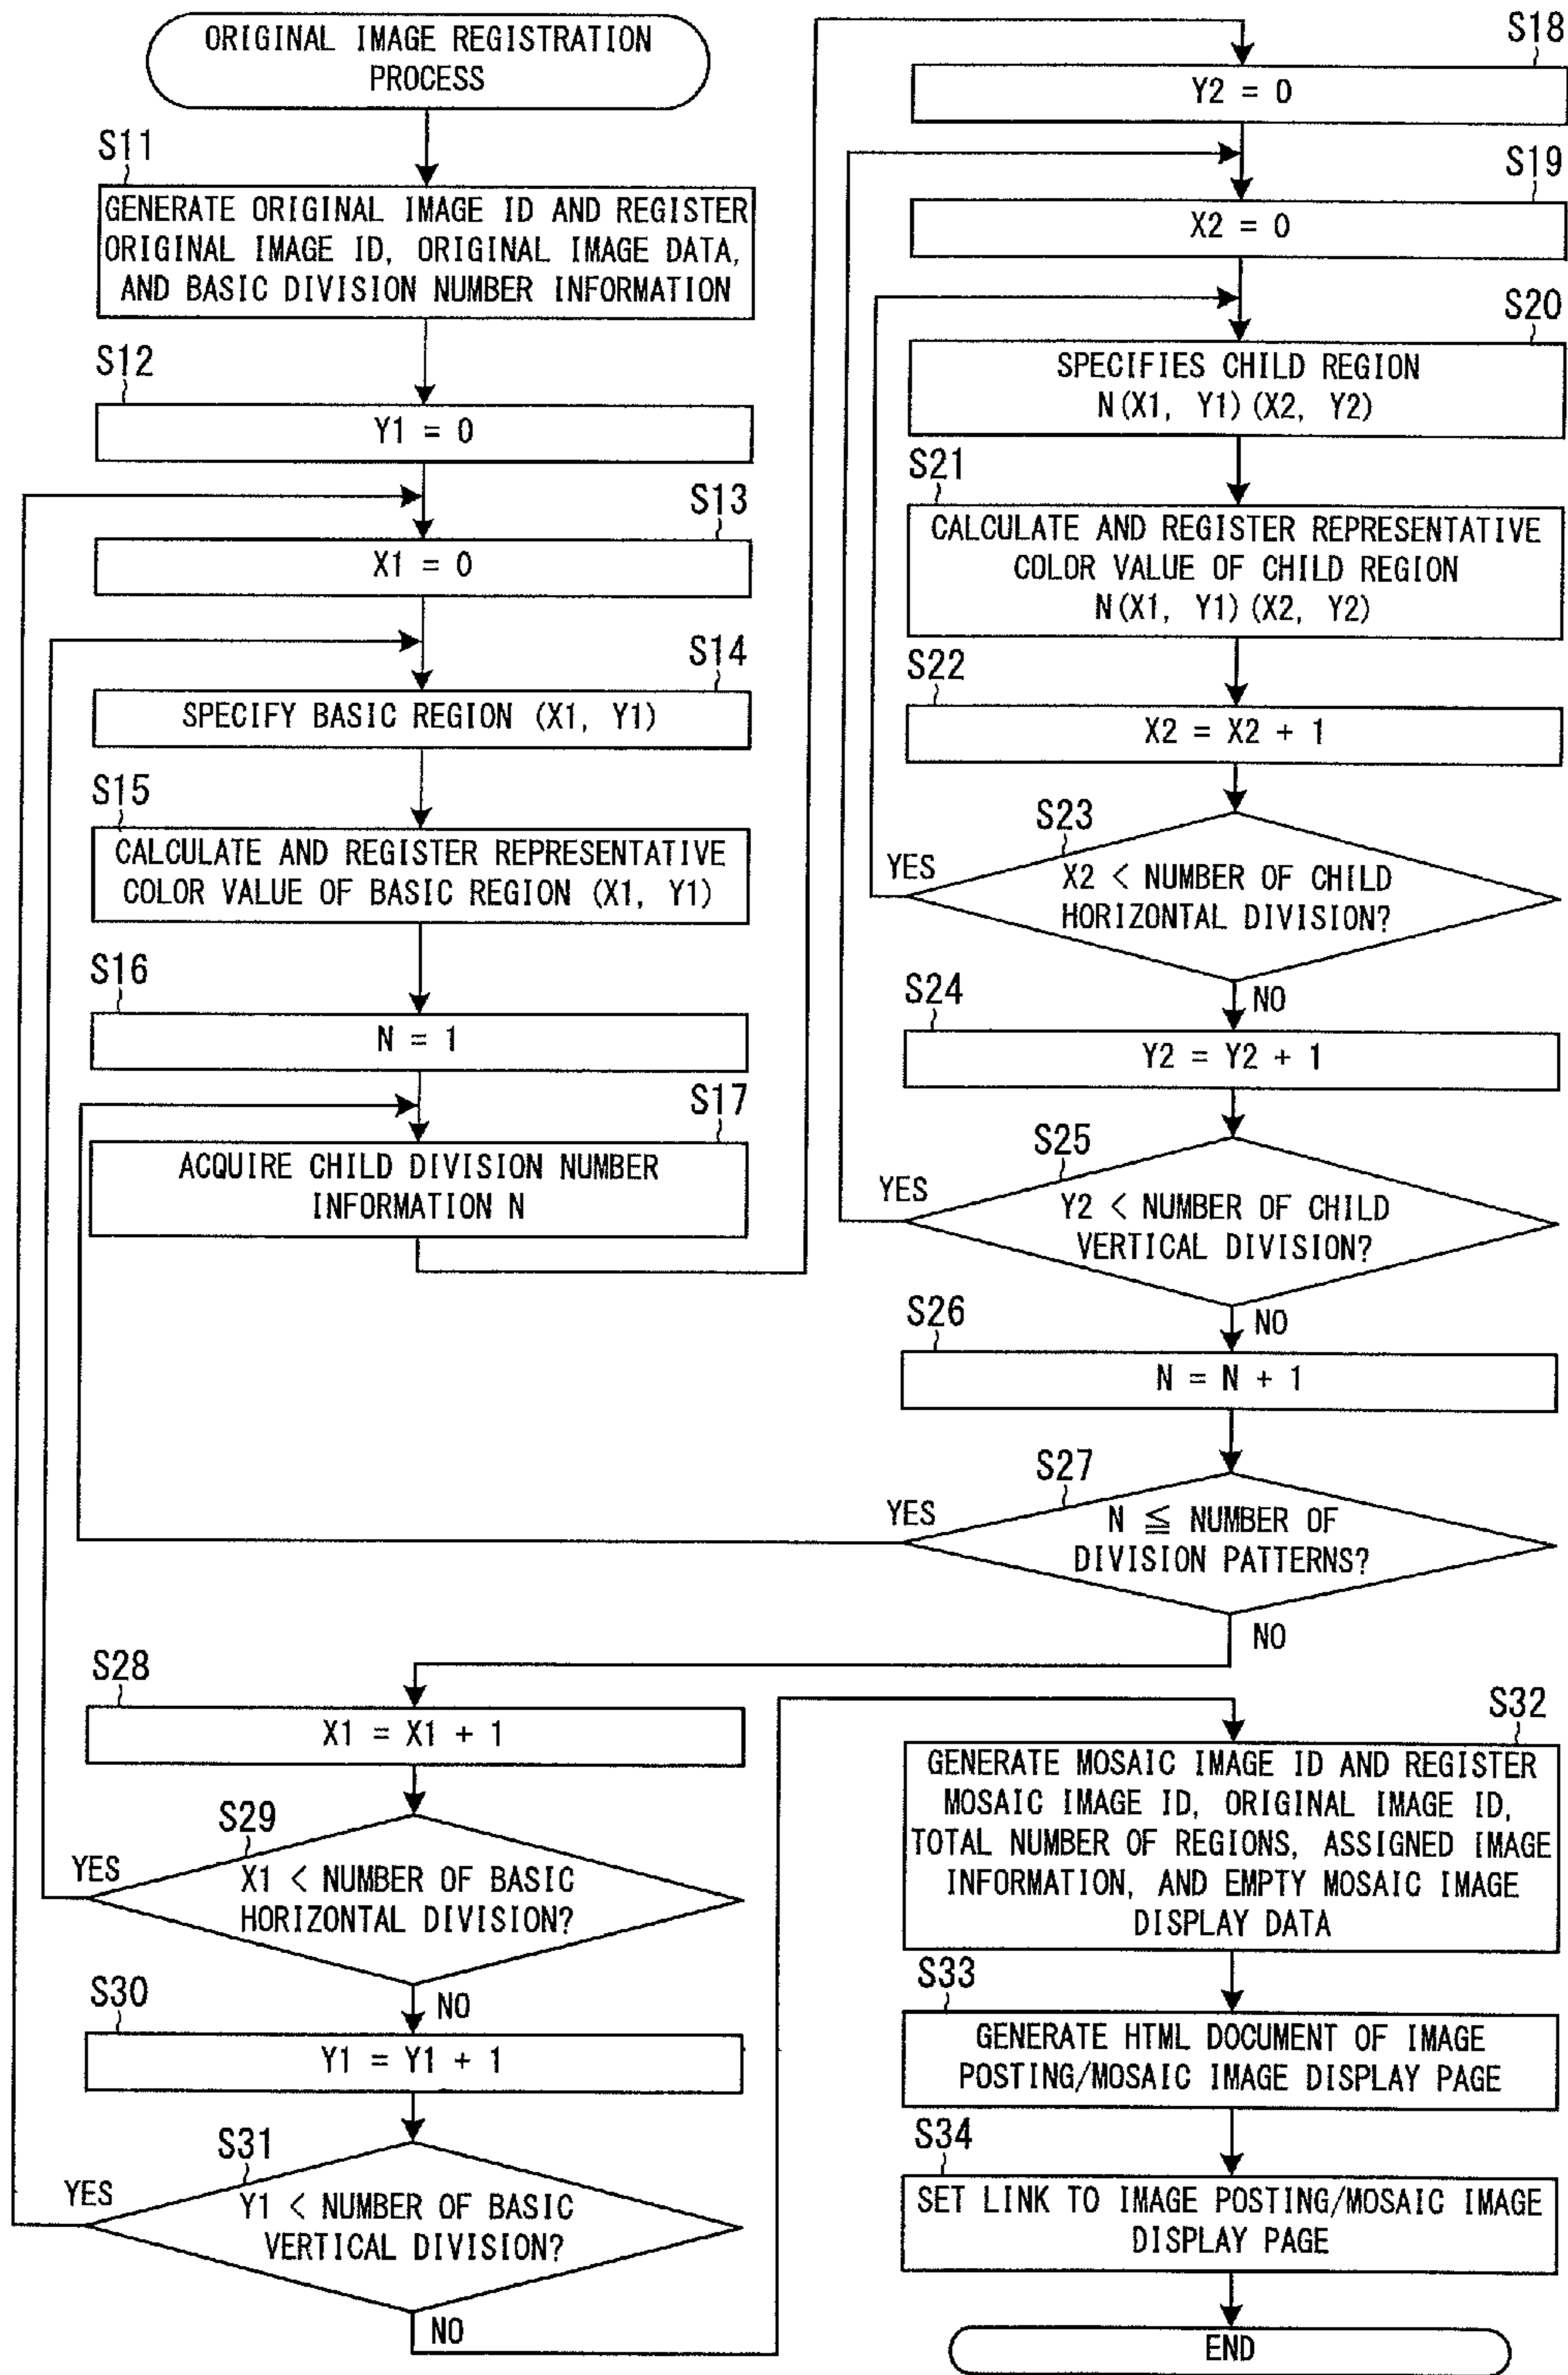 ORIGINAL IMAGE REGISTRATION
PROCESS
S11
GENERATE ORIGINAL IMAGE ID AND REGISTER
ORIGINAL IMAGE ID, ORIGINAL IMAGE DATA,
AND BASIC DIVISION NUMBER INFORMATION
S12
Y1 = 0
S13
X1 = 0
S14
SPECIFY BASIC REGION (X1, Y1)
S15
CALCULATE AND REGISTER REPRESENTATIVE
COLOR VALUE OF BASIC REGION (X1, Y1)
S16
N = 1
S17
ACQUIRE CHILD DIVISION NUMBER
INFORMATION N
S18
Y2 = 0
S19
X2 = 0
S20
SPECIFIES CHILD REGION
N(X1, Y1)(X2, Y2)
S21
CALCULATE AND REGISTER REPRESENTATIVE
COLOR VALUE OF CHILD REGION
N(X1, Y1)(X2, Y2)
S22
X2 = X2 + 1
S23
YES
X2 < NUMBER OF CHILD
HORIZONTAL DIVISION?
NO
S24
Y2 = Y2 + 1
S25
YES
Y2 < NUMBER OF CHILD
VERTICAL DIVISION?
NO
S26
N = N + 1
S27
YES
N ≦ NUMBER OF
DIVISION PATTERNS?
NO
S28
X1 = X1 + 1
S29
YES
X1 < NUMBER OF BASIC
HORIZONTAL DIVISION?
NO
S30
Y1 = Y1 + 1
S31
YES
Y1 < NUMBER OF BASIC
VERTICAL DIVISION?
NO
S32
GENERATE MOSAIC IMAGE ID AND REGISTER
MOSAIC IMAGE ID, ORIGINAL IMAGE ID,
TOTAL NUMBER OF REGIONS, ASSIGNED IMAGE
INFORMATION, AND EMPTY MOSAIC IMAGE
DISPLAY DATA
S33
GENERATE HTML DOCUMENT OF IMAGE
POSTING/MOSAIC IMAGE DISPLAY PAGE
S34
SET LINK TO IMAGE POSTING/MOSAIC IMAGE
DISPLAY PAGE
END